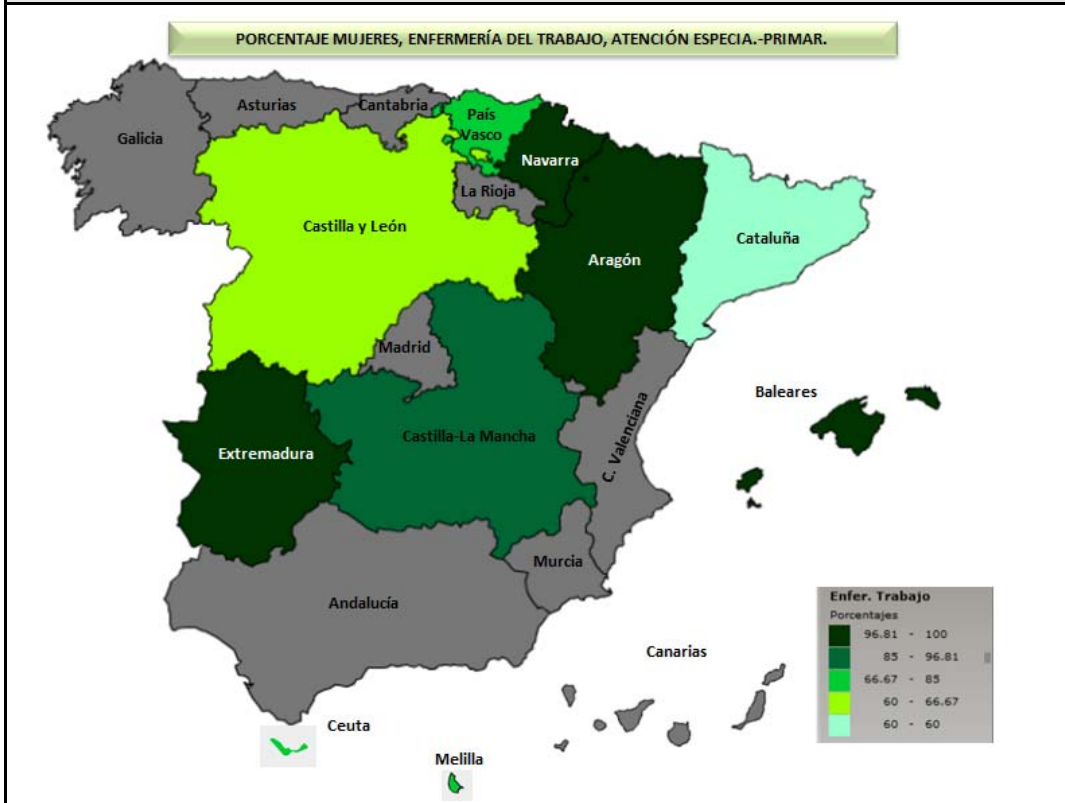 PORCENTAJE MUJERES, ENFERMERÍA DEL TRABAJO, ATENCIÓN ESPECIA.-PRIMAR.
Galicia
Asturias
Cantabria
País
Vasco
Navarra
La Rioja
Castilla y León
Aragón
Cataluña
Madrid
Baleares
Extremadura
Castilla-La Mancha
C. Valenciana
Murcia
Andalucía
Canarias
Ceuta
Melilla
Enfer. Trabajo
Porcentajes
96.81 - 100
85 - 96.81
66.67 - 85
60 - 66.67
60 - 60